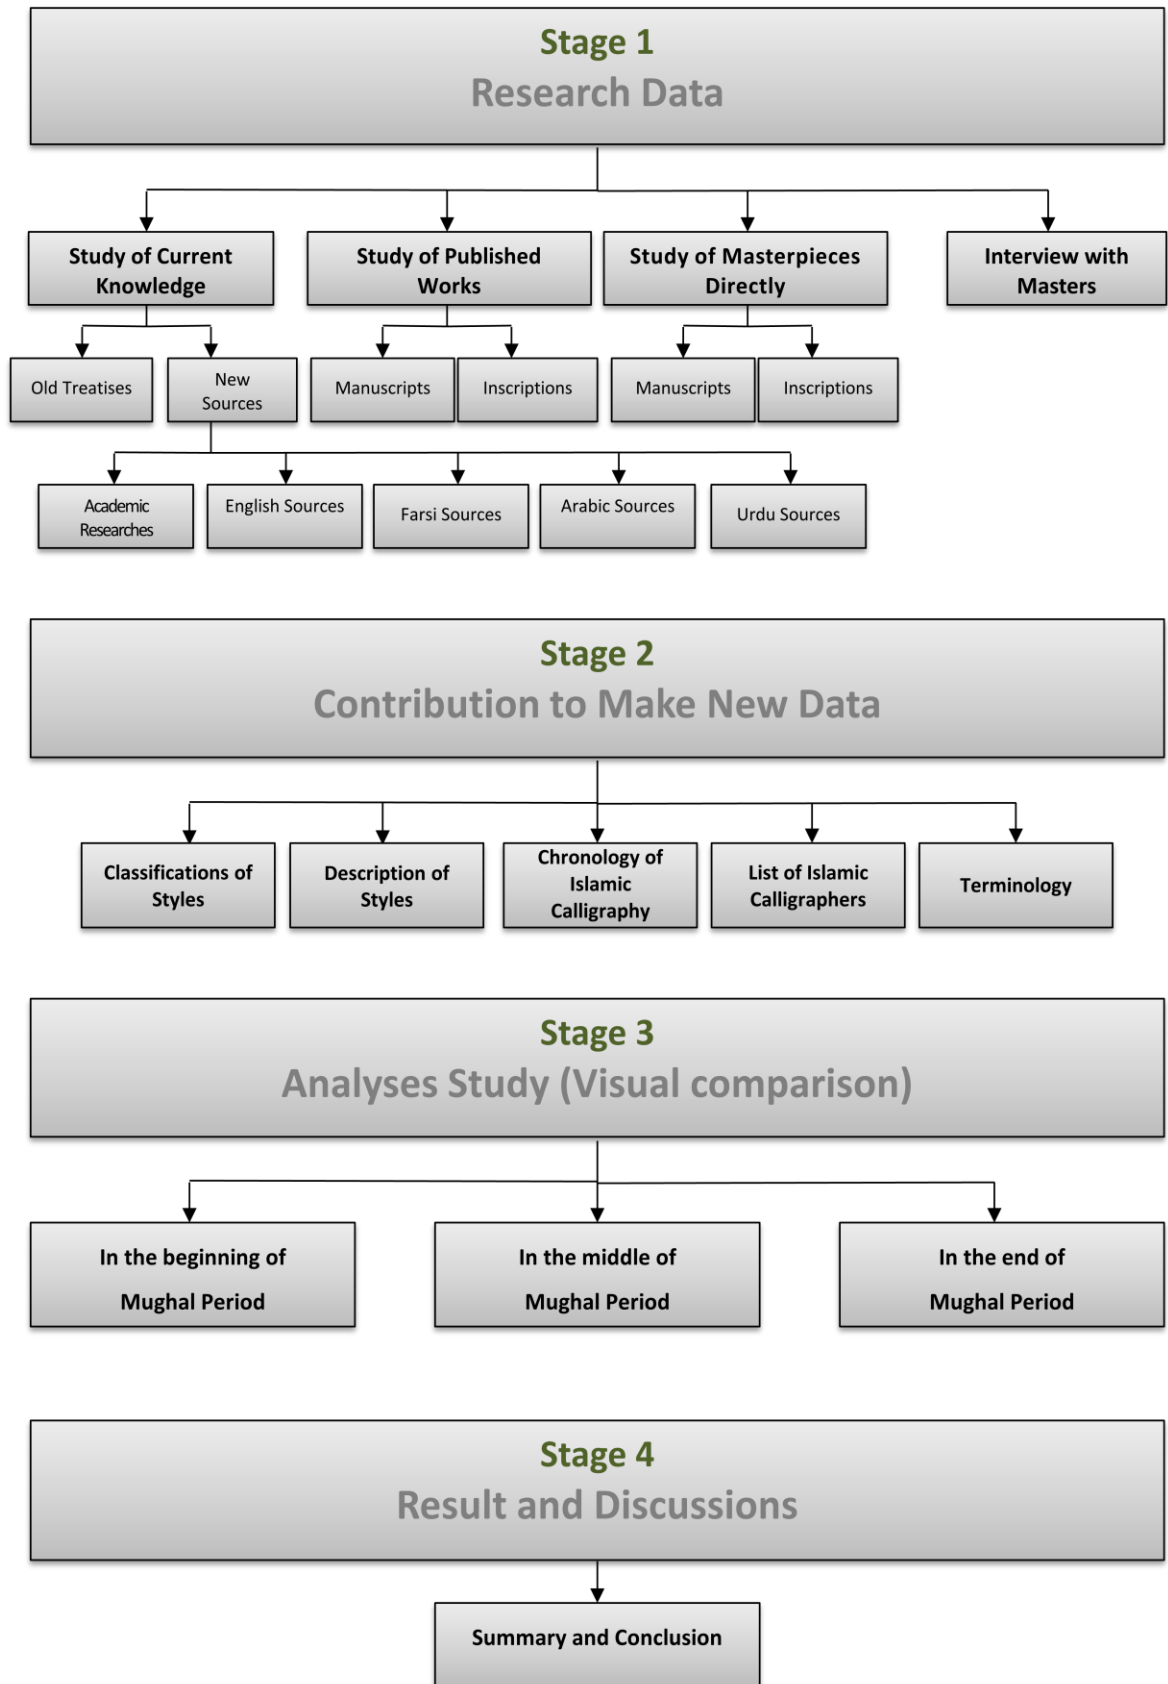 Stage 1
Research Data
Study of Current
Knowledge
Study of Published
Works
Study of Masterpieces
Directly
Interview with
Masters
Old Treatises
New
Sources
Manuscripts
Inscriptions
Manuscripts
Inscriptions
Academic
Researches
English Sources
Farsi Sources
Arabic Sources
Urdu Sources
Stage 2
Contribution to Make New Data
Classifications of
Styles
Description of
Styles
Chronology of
Islamic
Calligraphy
List of Islamic
Calligraphers
Terminology
Stage 3
Analyses Study (Visual comparison)
In the beginning of
Mughal Period
In the middle of
Mughal Period
In the end of
Mughal Period
Stage 4
Result and Discussions
Summary and Conclusion